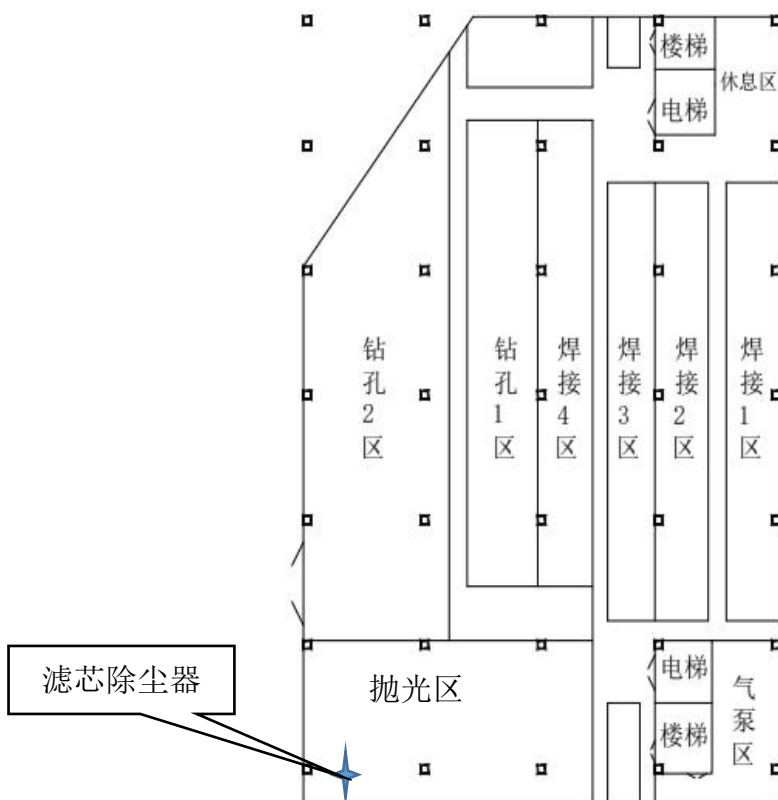 楼梯
休息区
电梯
钻孔2区
钻孔1区
焊接4区
焊接3区
焊接2区
焊接1区
滤芯除尘器
抛光区
电梯
气泵区
楼梯